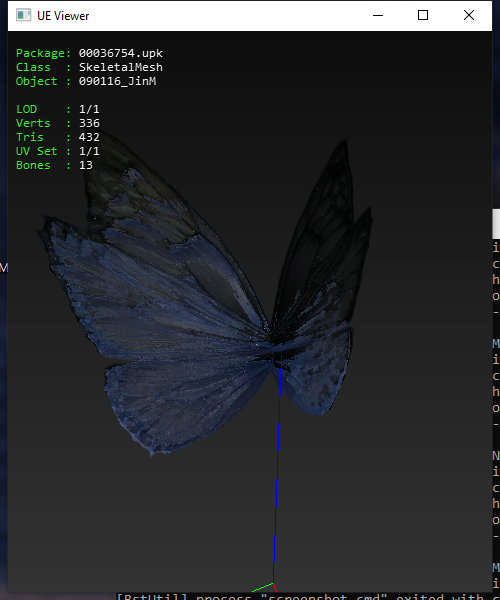 UE Viewer
Package: 00036754.upk
Class  : SkeletalMesh
Object : 090116_JinM
LOD    : 1/1
Verts  : 336
Tris   : 432
UV Set : 1/1
Bones  : 13
M
i
c
h
o
-
M
i
c
h
o
-
N
i
c
h
o
-
M
i
[BstUtil] process "screenshot.cmd" exited with c